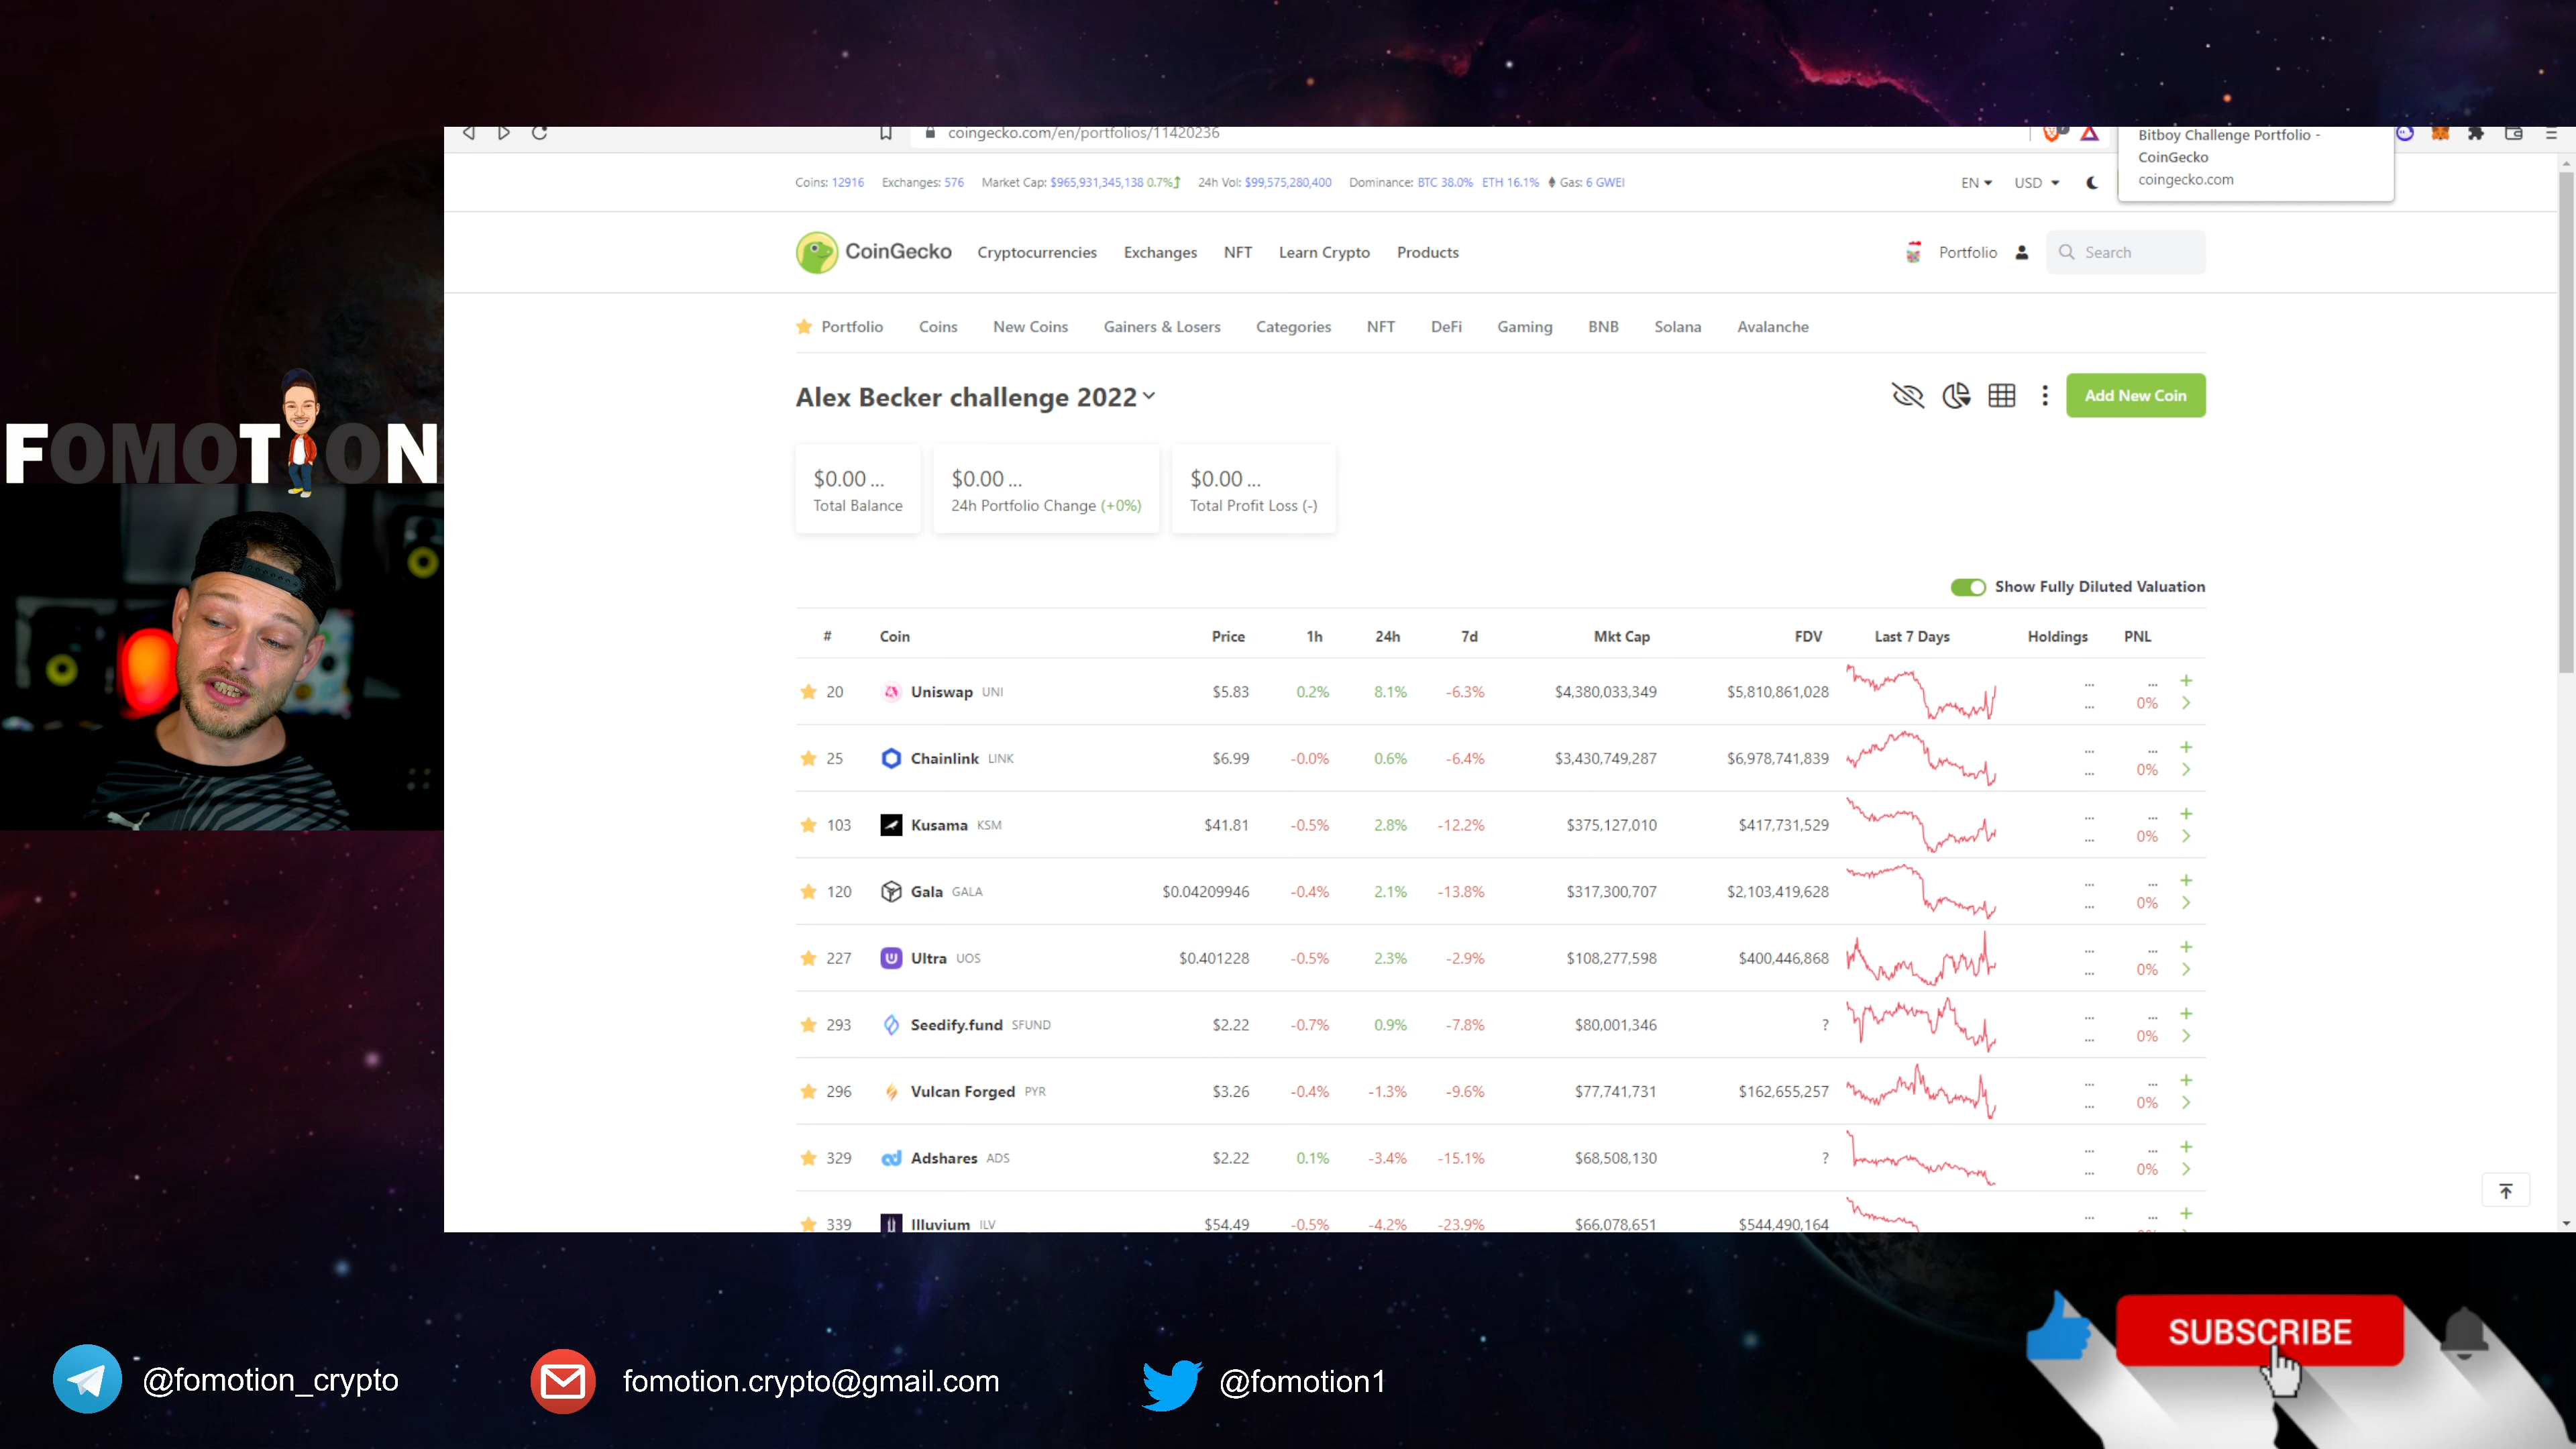 coingecko.com/en/portfolios/11420236
Bitboy Challenge Portfolio -
CoinGecko
coingecko.com
Coins: 12916 Exchanges: 576 Market Cap: $965,931,345,138 0.7% 24h Vol: $99,575,280,400 Dominance: BTC 38.0% ETH 16.1% Gas: 6 GWEI
EN USD
CoinGecko Cryptocurrencies Exchanges NFT Learn Crypto Products Portfolio Search
Portfolio Coins New Coins Gainers & Losers Categories NFT DeFi Gaming BNB Solana Avalanche
Alex Becker challenge 2022 Add New Coin
FOMOTION
$0.00 ... $0.00 ... $0.00 ...
Total Balance 24h Portfolio Change (+0%) Total Profit Loss (-)
Show Fully Diluted Valuation
# Coin Price 1h 24h 7d Mkt Cap FDV Last 7 Days Holdings PNL
20 Uniswap UNI $5.83 0.2% 8.1% -6.3% $4,380,033,349 $5,810,861,028 ... ... ... 0%
25 Chainlink LINK $6.99 -0.0% 0.6% -6.4% $3,430,749,287 $6,978,741,839 ... ... ... 0%
103 Kusama KSM $41.81 -0.5% 2.8% -12.2% $375,127,010 $417,731,529 ... ... ... 0%
120 Gala GALA $0.04209946 -0.4% 2.1% -13.8% $317,300,707 $2,103,419,628 ... ... ... 0%
227 Ultra UOS $0.401228 -0.5% 2.3% -2.9% $108,277,598 $400,446,868 ... ... ... 0%
293 Seedify.fund SFUND $2.22 -0.7% 0.9% -7.8% $80,001,346 ? ... ... ... 0%
296 Vulcan Forged PYR $3.26 -0.4% -1.3% -9.6% $77,741,731 $162,655,257 ... ... ... 0%
329 Adshares ADS $2.22 0.1% -3.4% -15.1% $68,508,130 ? ... ... ... 0%
339 Illuvium ILV $54.49 -0.5% -4.2% -23.9% $66,078,651 $544,490,164 ... ...
@fomotion_crypto fomotion.crypto@gmail.com @fomotion1 SUBSCRIBE